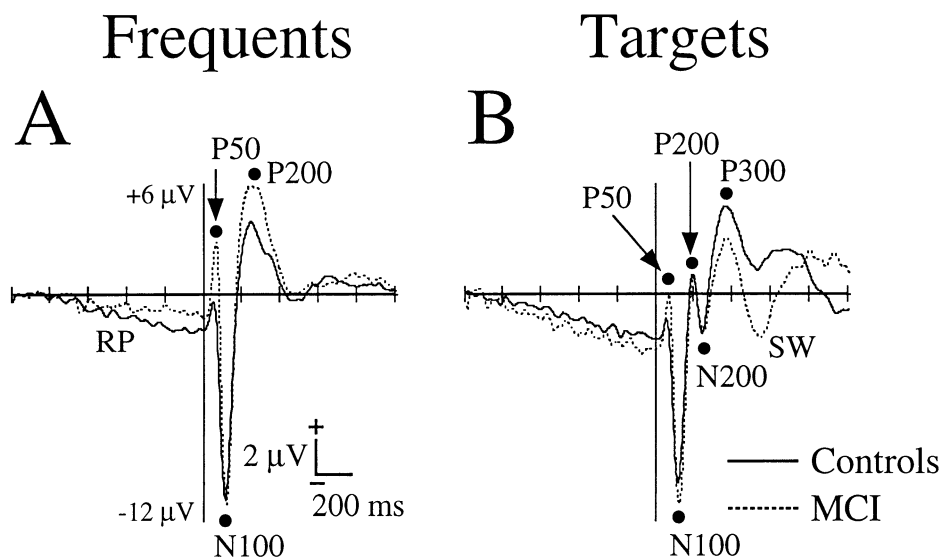 Frequents
Targets
A
B
P50
P200
+6 µV
RP
+
2 µV
–
200 ms
-12 µV
N100
P200
P300
P50
SW
N200
N100
Controls
MCI